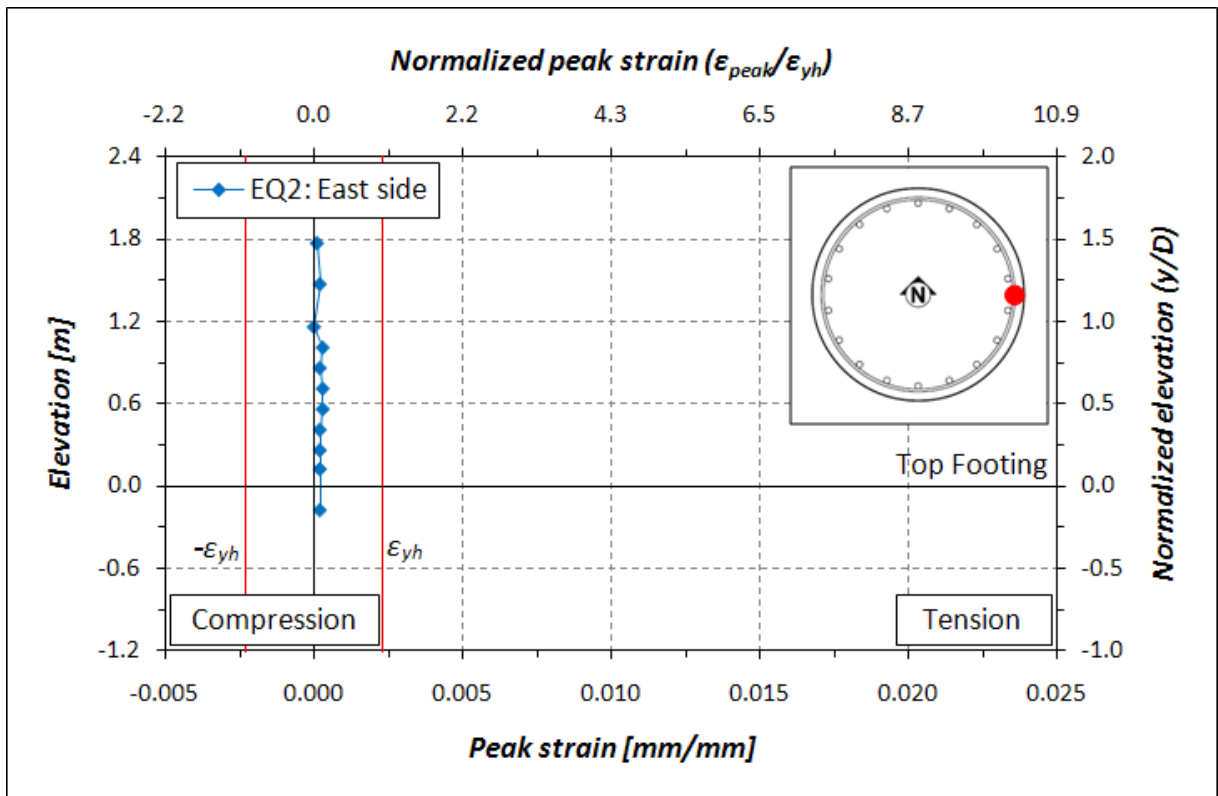 Normalized peak strain (εpeak/εyh)
-2.2 0.0 2.2 4.3 6.5 8.7 10.9
2.4 2.0
EQ2: East side
1.8 1.5
N
1.2 1.0
0.6 0.5
Top Footing
0.0 0.0
-εyh εyh
-0.6 -0.5
Compression Tension
-1.2 -1.0
-0.005 0.000 0.005 0.010 0.015 0.020 0.025
Peak strain [mm/mm]
Elevation [m]
Normalized elevation (y/D)